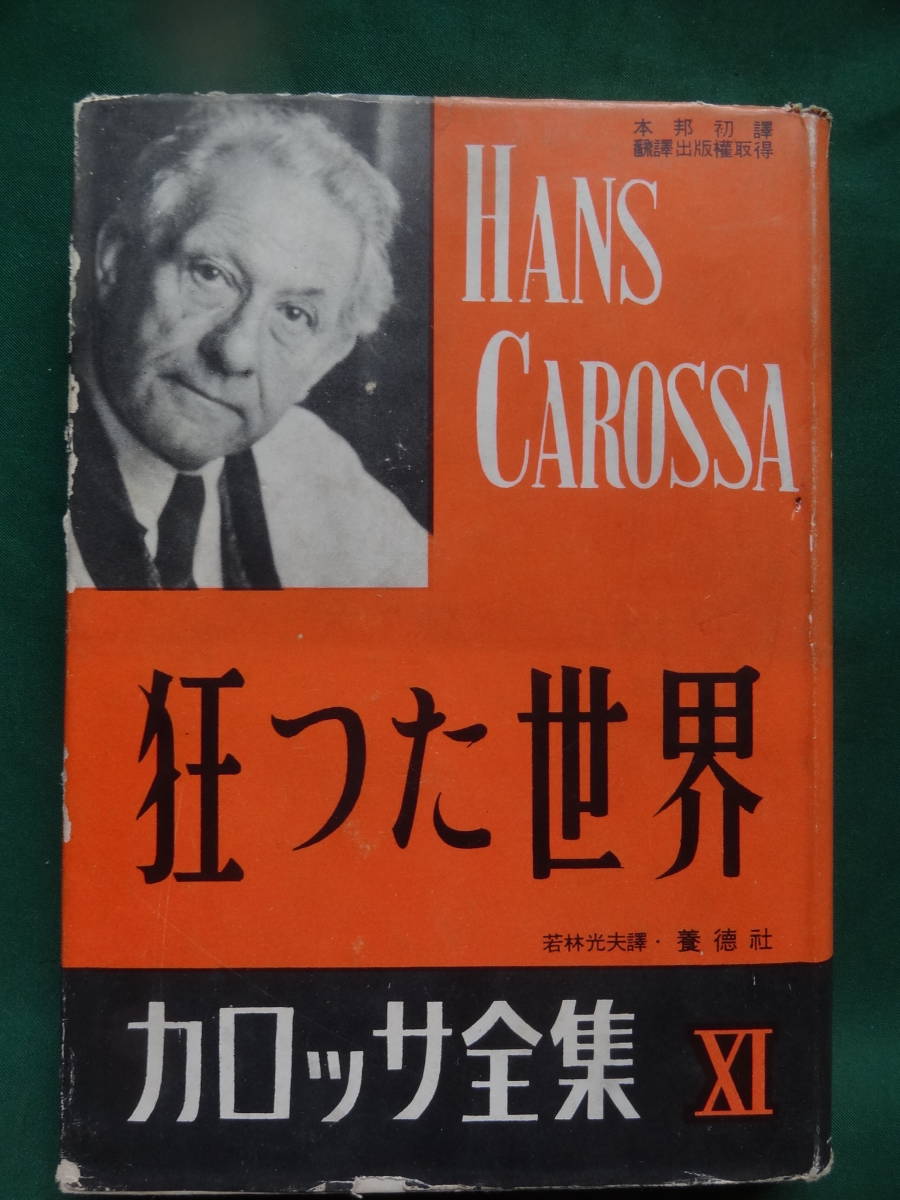 本邦初譯
飜譯出版權取得
HANS
CAROSSA
狂つた世界
若林光夫譯・養德社
カロッサ全集 XI